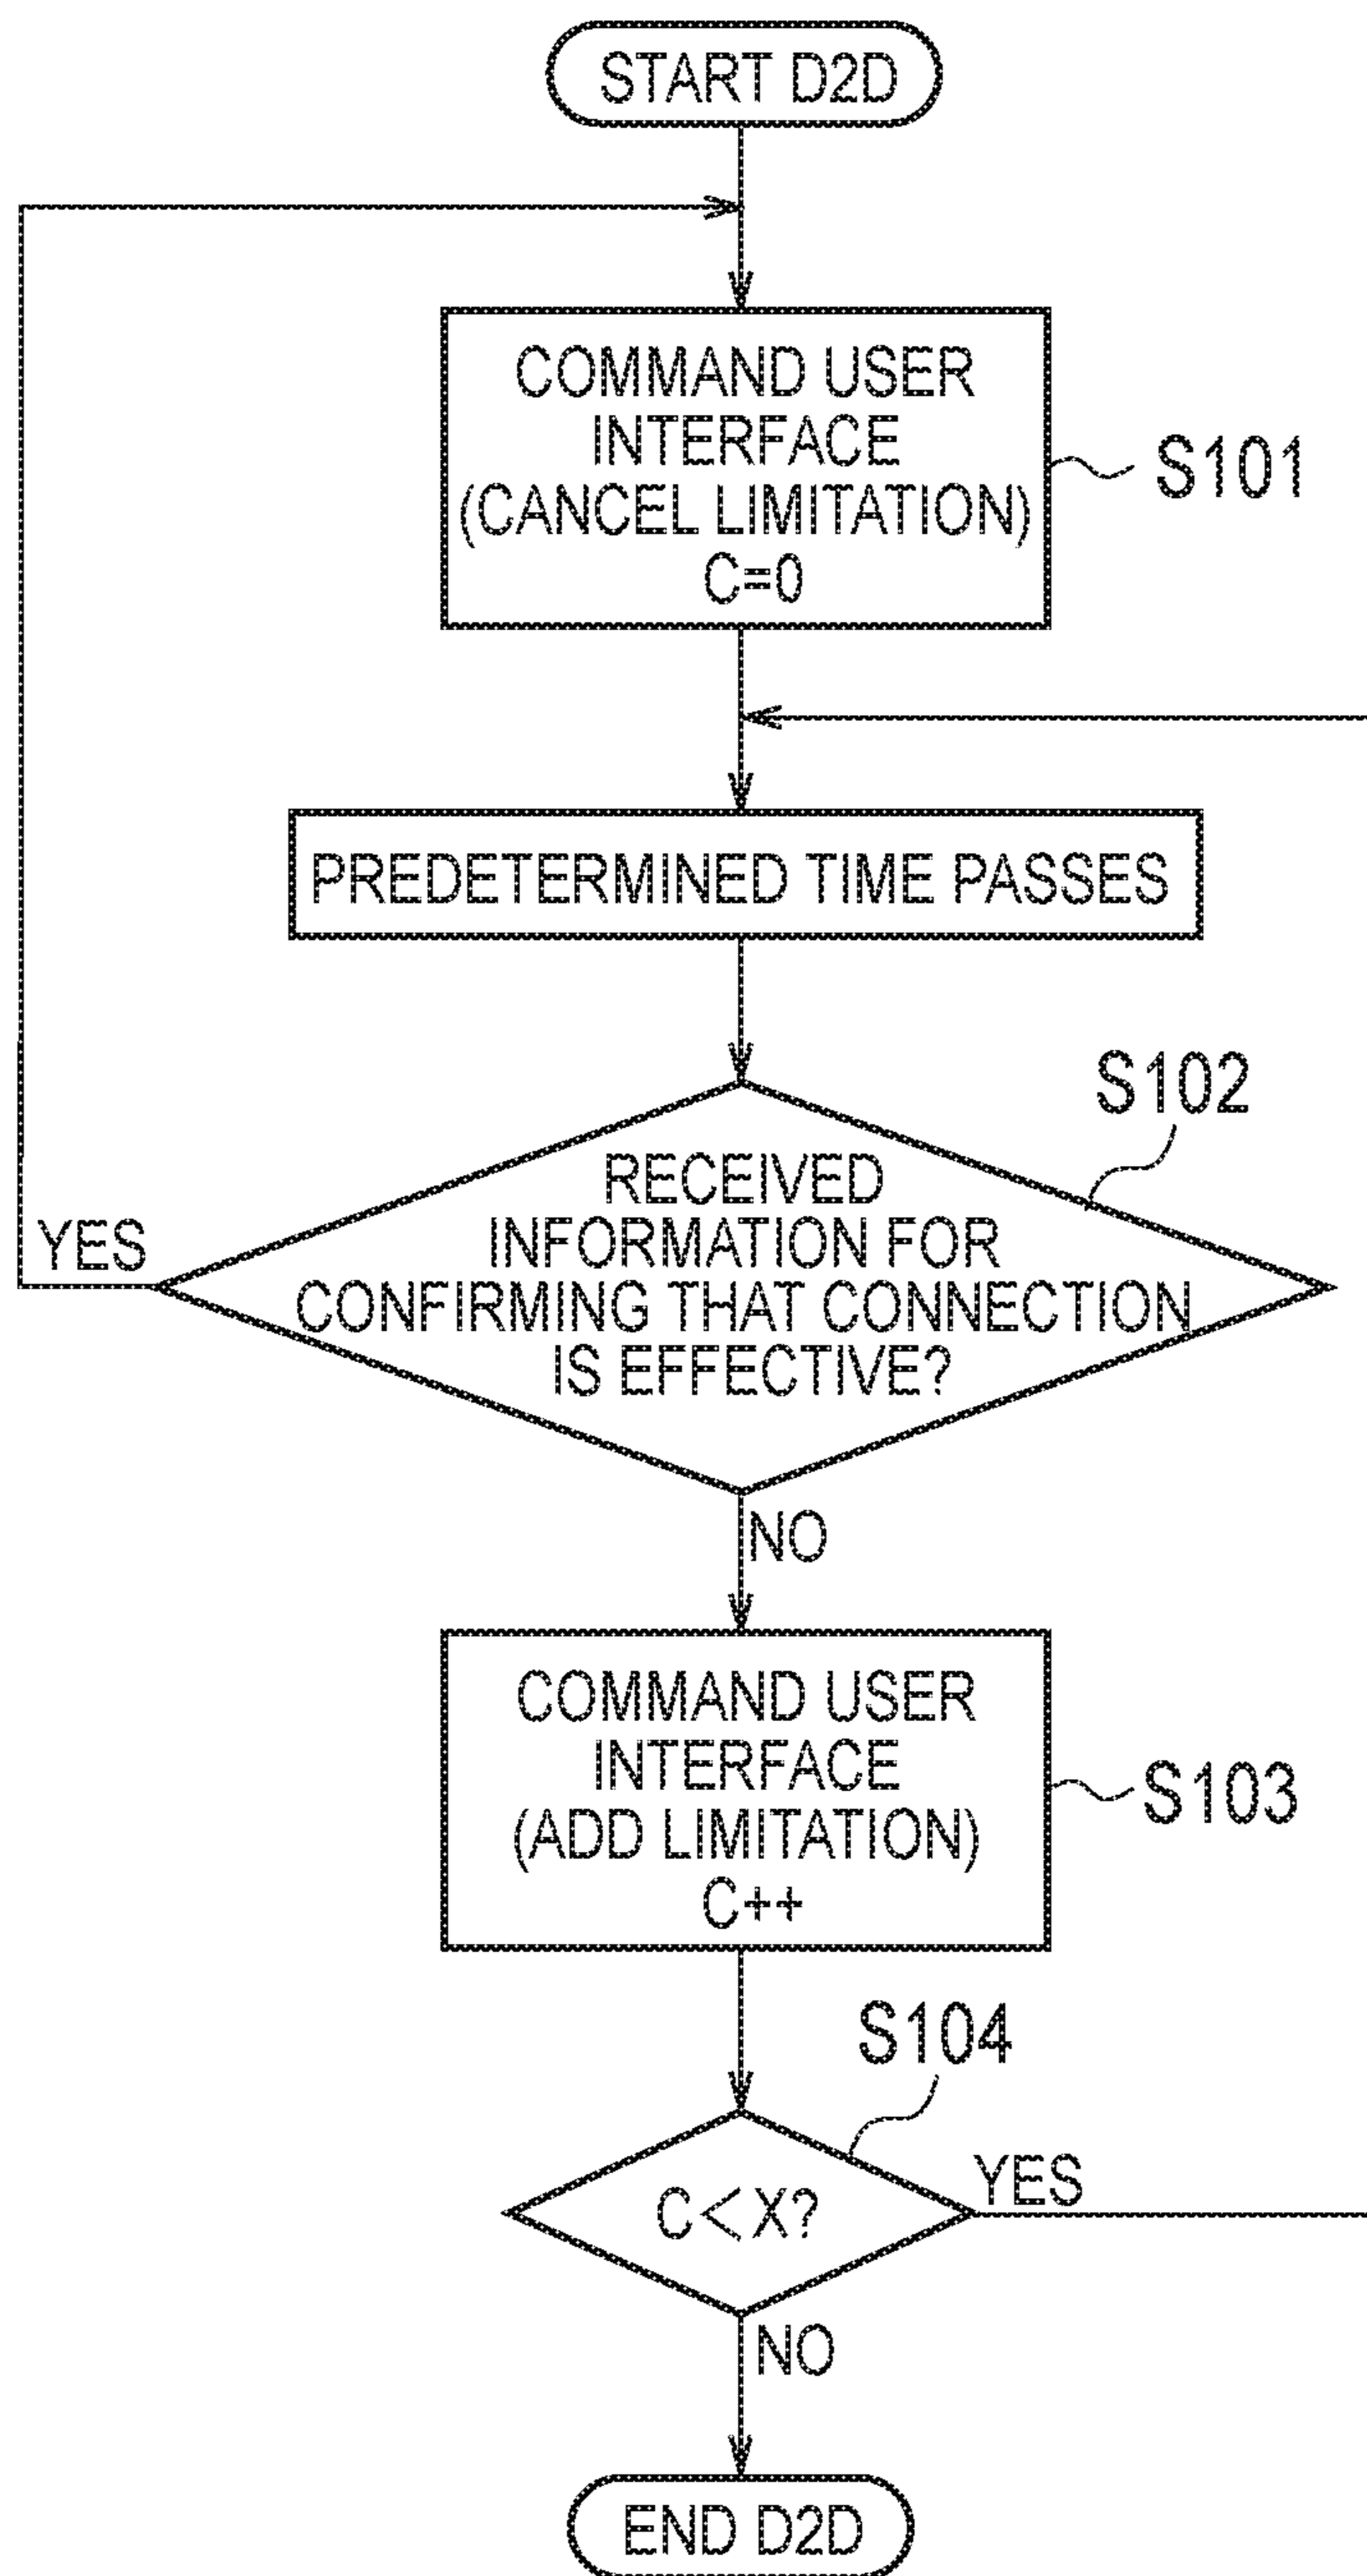 START D2D
COMMAND USER
INTERFACE
(CANCEL LIMITATION)
C=0
S101
PREDETERMINED TIME PASSES
S102
RECEIVED
INFORMATION FOR
CONFIRMING THAT CONNECTION
IS EFFECTIVE?
YES
NO
COMMAND USER
INTERFACE
(ADD LIMITATION)
C++
S103
S104
C<X?
YES
NO
END D2D